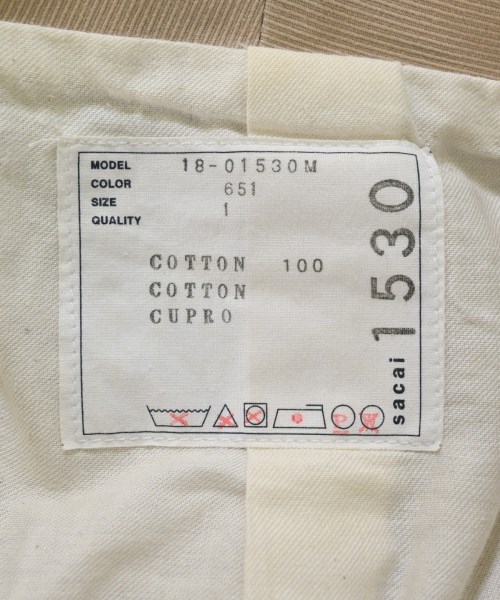 MODEL 18-01530M
COLOR 651
SIZE 1
QUALITY
COTTON 100
COTTON
CUPRO
sacai 1530
P